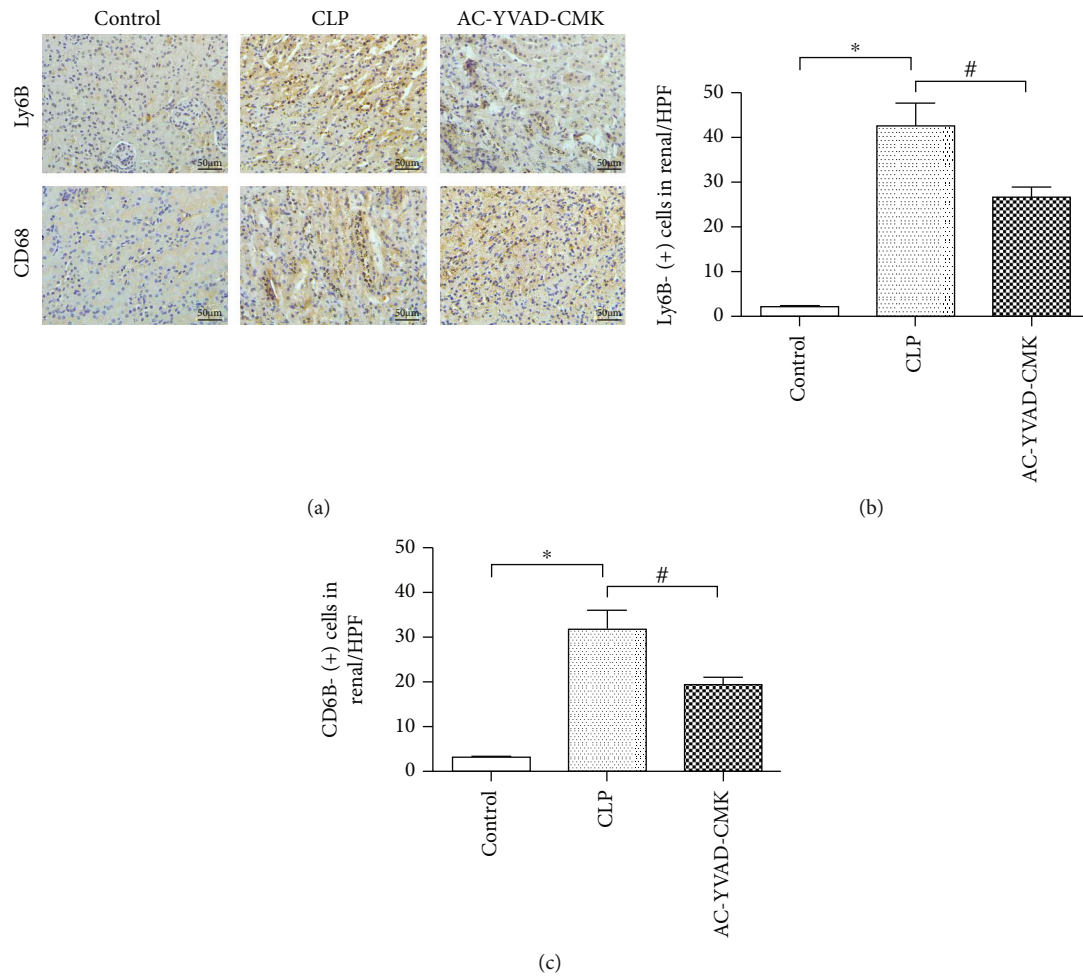 Control CLP AC-YVAD-CMK
Ly6B
50μm 50μm 50μm
CD68
50μm 50μm 50μm
(a)
Ly6B- (+) cells in renal/HPF
50
40
30
20
10
0
*
#
Control
CLP
AC-YVAD-CMK
(b)
CD6B- (+) cells in
renal/HPF
50
40
30
20
10
0
*
#
Control
CLP
AC-YVAD-CMK
(c)